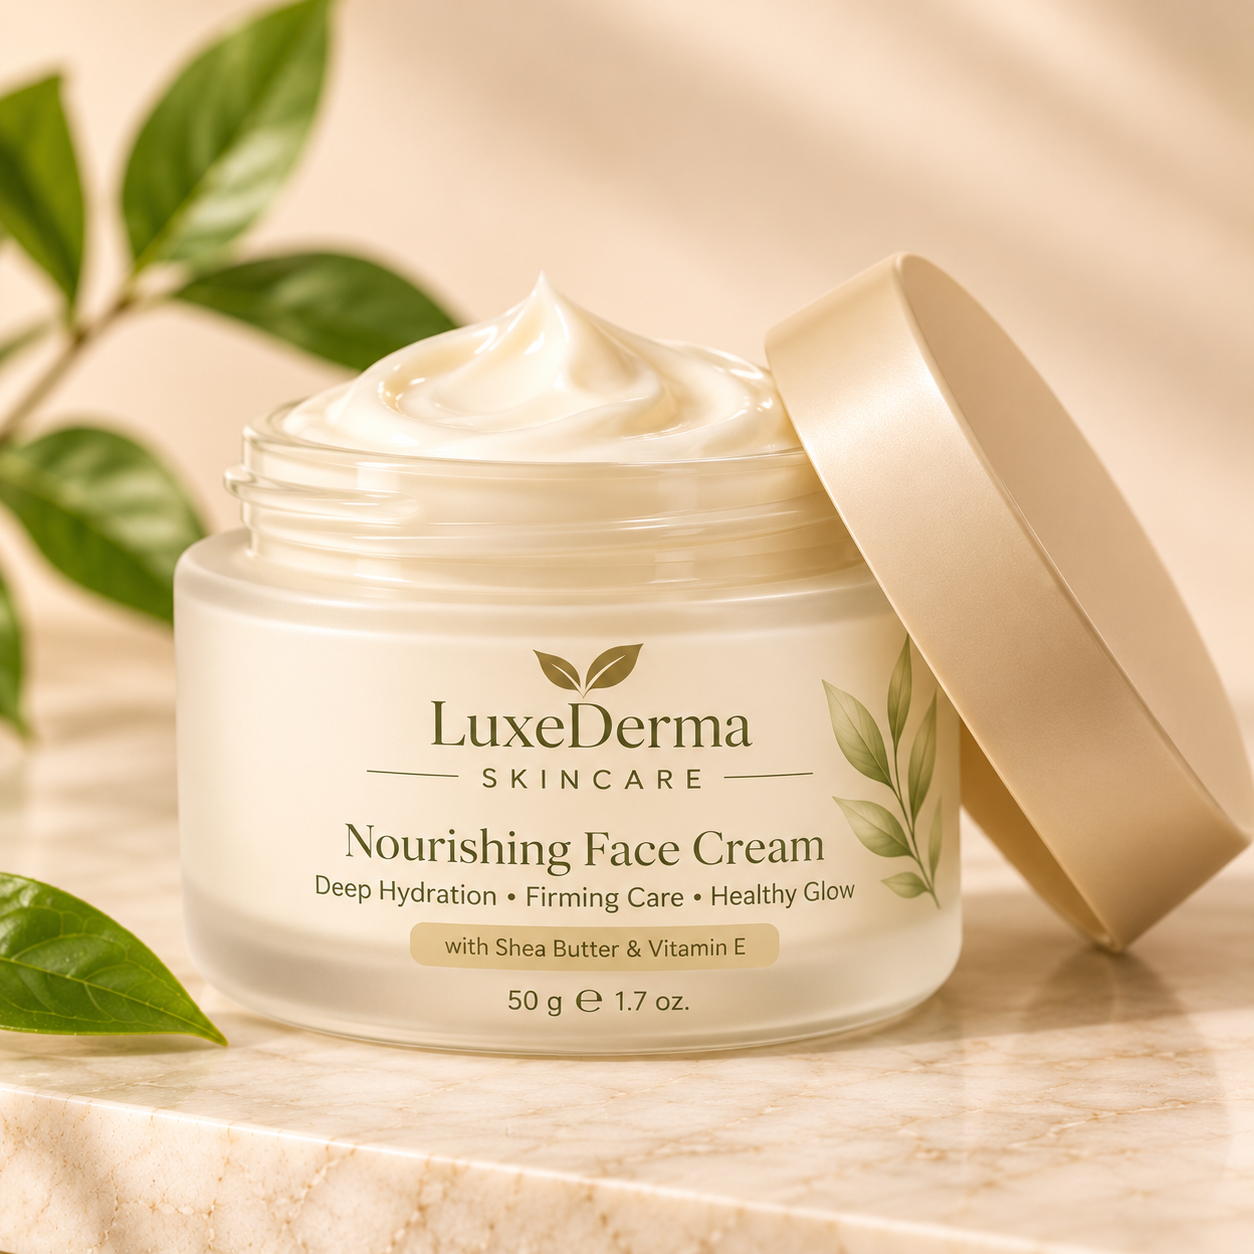 LuxeDerma
SKINCARE
Nourishing Face Cream
Deep Hydration • Firming Care • Healthy Glow
with Shea Butter & Vitamin E
50 g ℮ 1.7 oz.